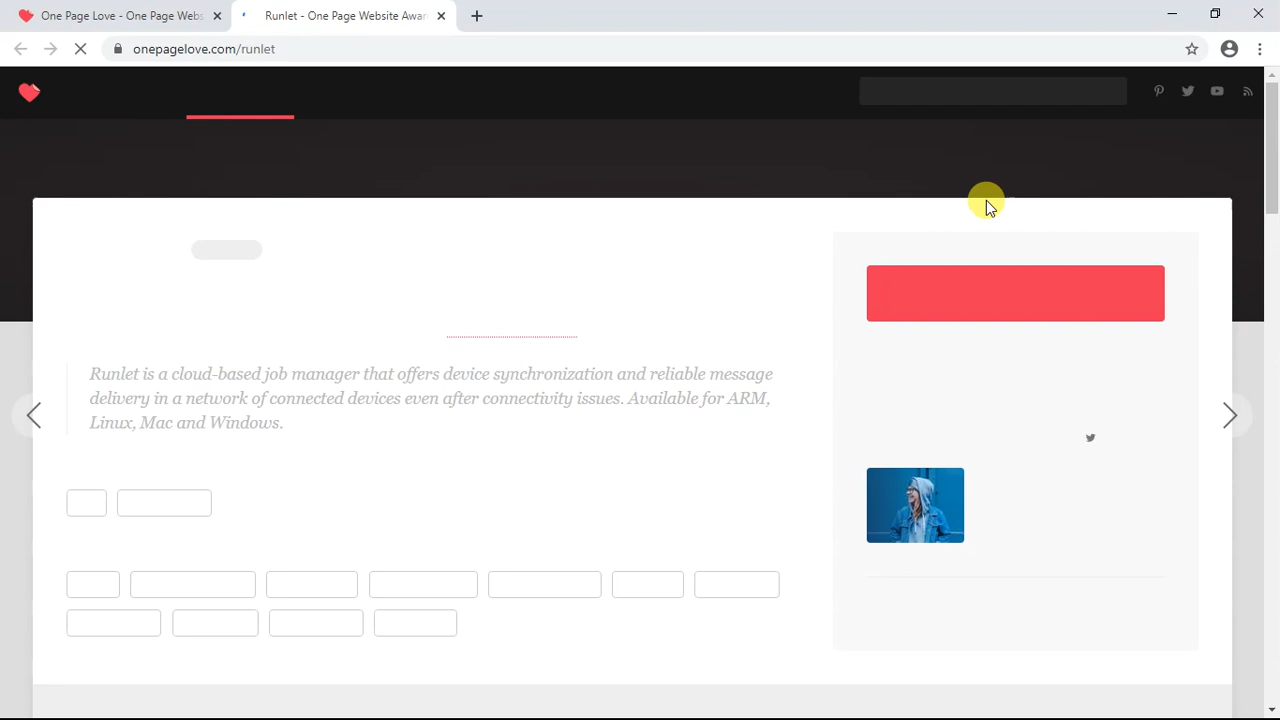 One Page Love - One Page Webs
Runlet - One Page Website Awar
onepagelove.com/runlet
Runlet is a cloud-based job manager that offers device synchronization and reliable message
delivery in a network of connected devices even after connectivity issues. Available for ARM,
Linux, Mac and Windows.